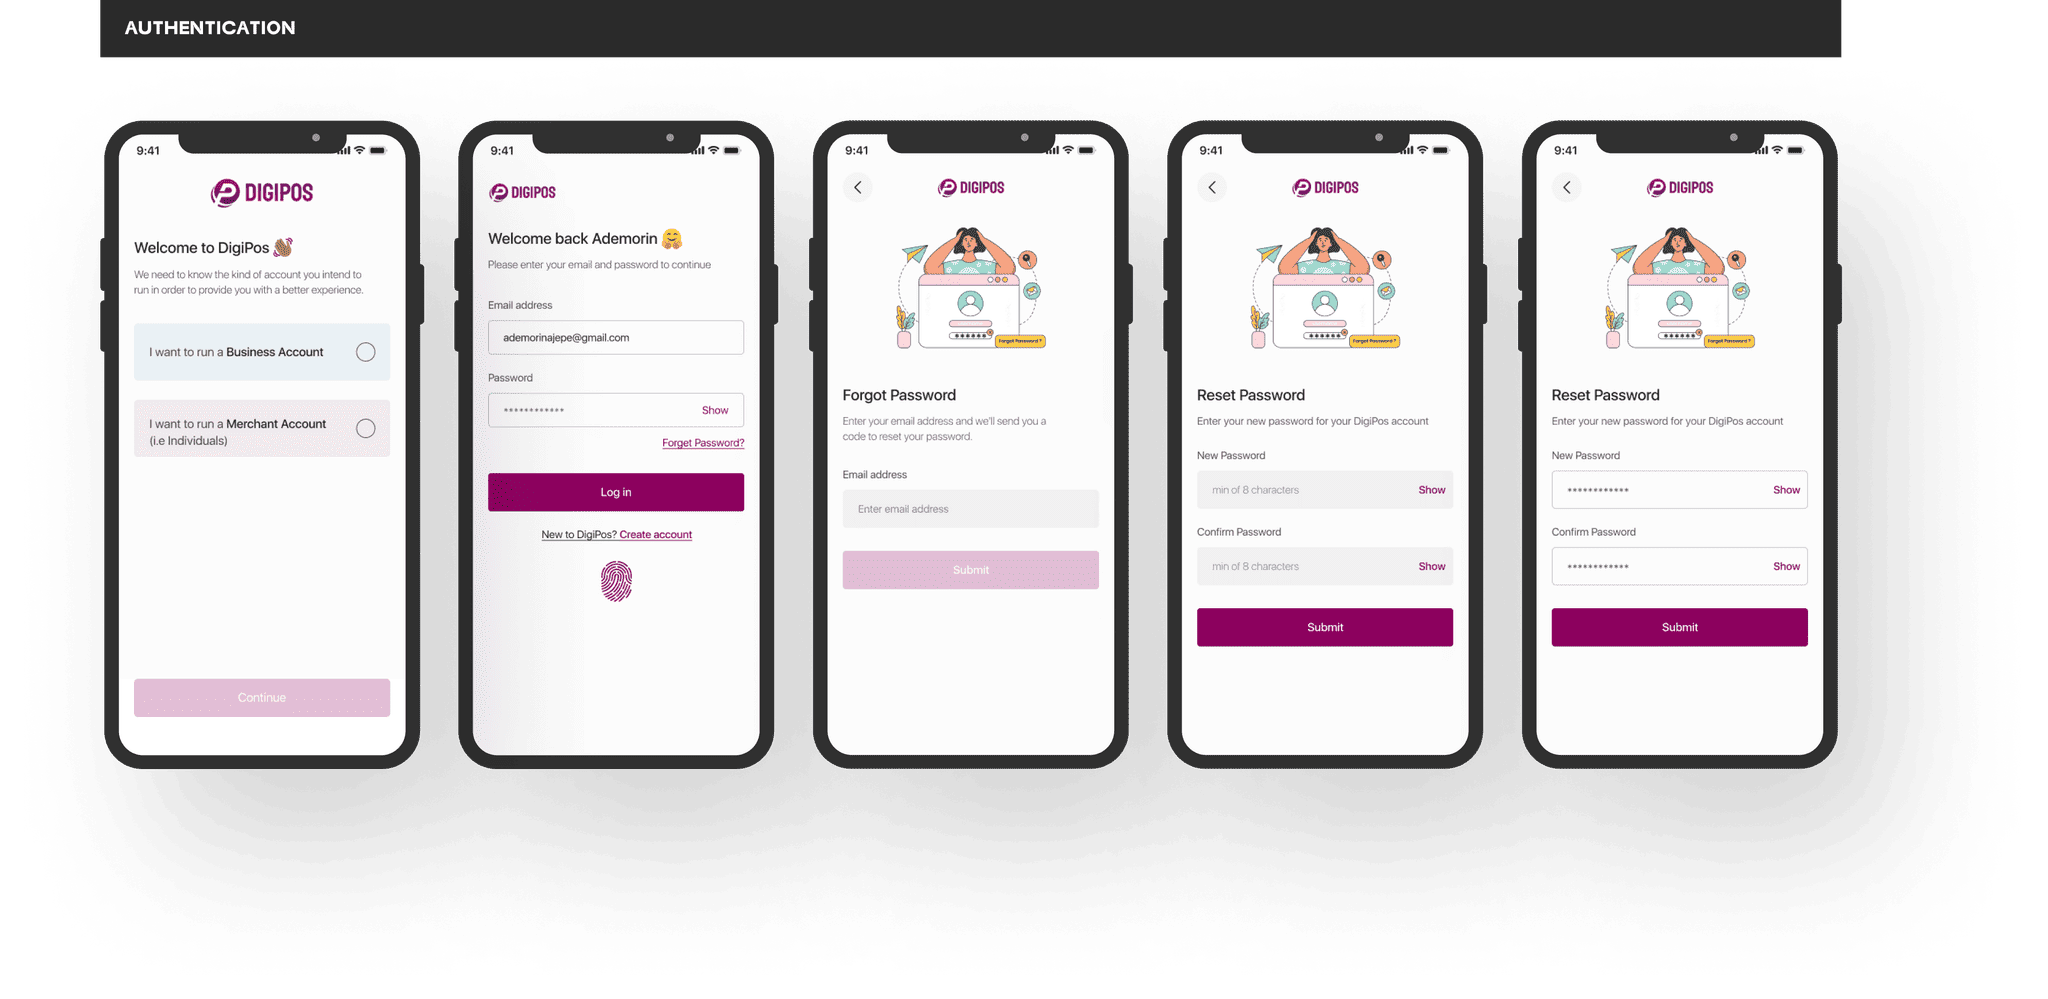 AUTHENTICATION
9:41
DIGIPOS
Welcome to DigiPos
We need to know the kind of account you intend to
run in order to provide you with a better experience.
I want to run a Business Account
I want to run a Merchant Account
(i.e Individuals)
Continue
9:41
DIGIPOS
Welcome back Ademorin
Please enter your email and password to continue
Email address
ademorinajepe@gmail.com
Password
************
Show
Forget Password?
Log in
New to DigiPos? Create account
9:41
DIGIPOS
Forgot Password ?
Forgot Password
Enter your email address and we'll send you a
code to reset your password.
Email address
Enter email address
Submit
9:41
DIGIPOS
Forgot Password ?
Reset Password
Enter your new password for your DigiPos account
New Password
min of 8 characters
Show
Confirm Password
min of 8 characters
Show
Submit
9:41
DIGIPOS
Forgot Password ?
Reset Password
Enter your new password for your DigiPos account
New Password
************
Show
Confirm Password
************
Show
Submit